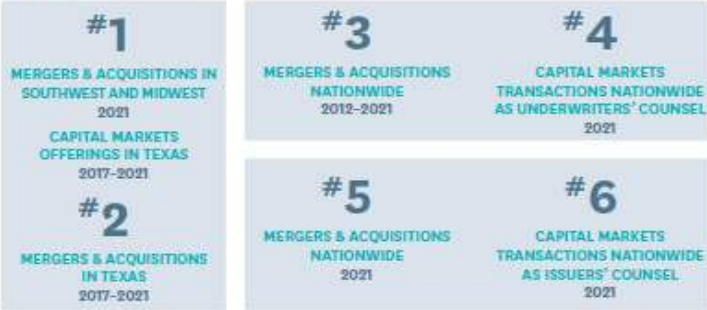 #1
MERGERS & ACQUISITIONS IN
SOUTHWEST AND MIDWEST
2021
CAPITAL MARKETS
OFFERINGS IN TEXAS
2017-2021
#2
MERGERS & ACQUISITIONS
IN TEXAS
2017-2021
#3
MERGERS & ACQUISITIONS
NATIONWIDE
2012-2021
#4
CAPITAL MARKETS
TRANSACTIONS NATIONWIDE
AS UNDERWRITERS' COUNSEL
2021
#5
MERGERS & ACQUISITIONS
NATIONWIDE
2021
#6
CAPITAL MARKETS
TRANSACTIONS NATIONWIDE
AS ISSUERS' COUNSEL
2021